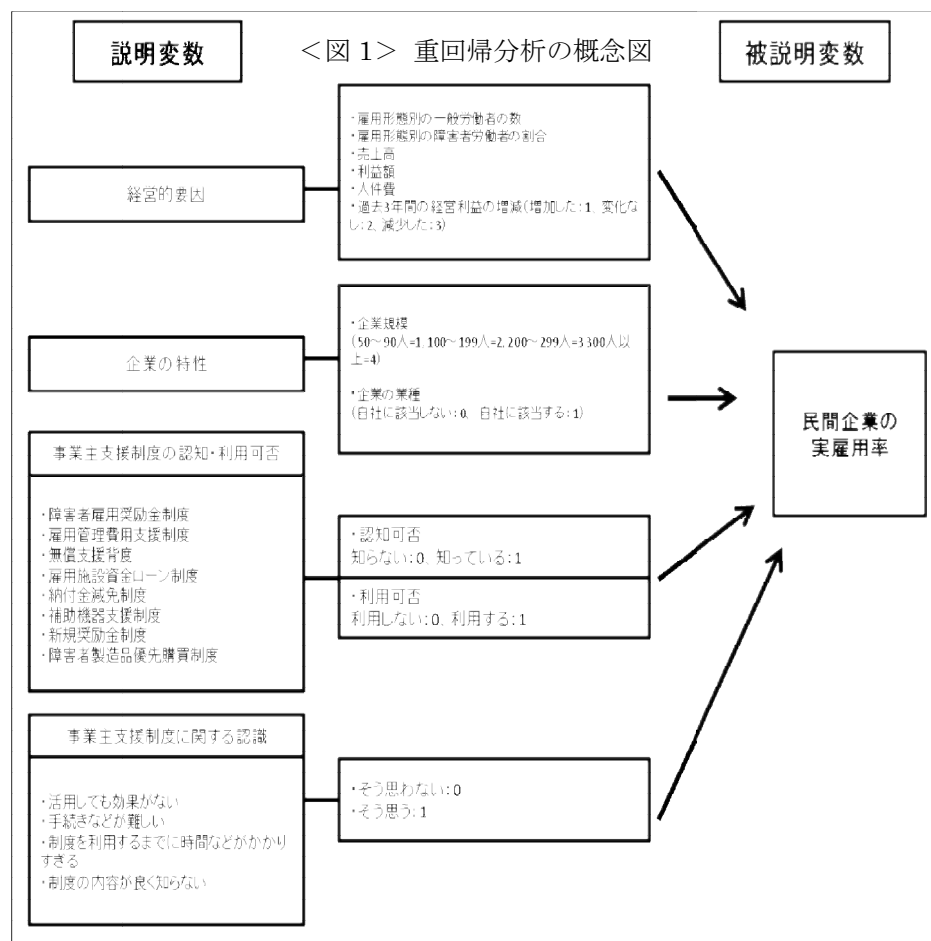 説明変数
<図1> 重回帰分析の概念図
被説明変数
経営的要因
・雇用形態別の一般労働者の数
・雇用形態別の障害者労働者の割合
・売上高
・利益額
・人件費
・過去3年間の経営利益の増減(増加した:1、変化な
し:2、減少した:3)
企業の特性
・企業規模
(50～90人=1, 100～199人=2, 200～299人=3 300人以
上=4)
・企業の業種
(自社に該当しない:0、自社に該当する:1)
民間企業の
実雇用率
事業主支援制度の認知・利用可否
・障害者雇用奨励金制度
・雇用管理費用支援制度
・無償支援背度
・雇用施設資金ローン制度
・納付金減免制度
・補助機器支援制度
・新規奨励金制度
・障害者製造品優先購買制度
・認知可否
知らない:0、知っている:1
・利用可否
利用しない:0、利用する:1
事業主支援制度に関する認識
・活用しても効果がない
・手続きなどが難しい
・制度を利用するまでに時間などがかかり
すぎる
・制度の内容が良く知らない
・そう思わない:0
・そう思う:1